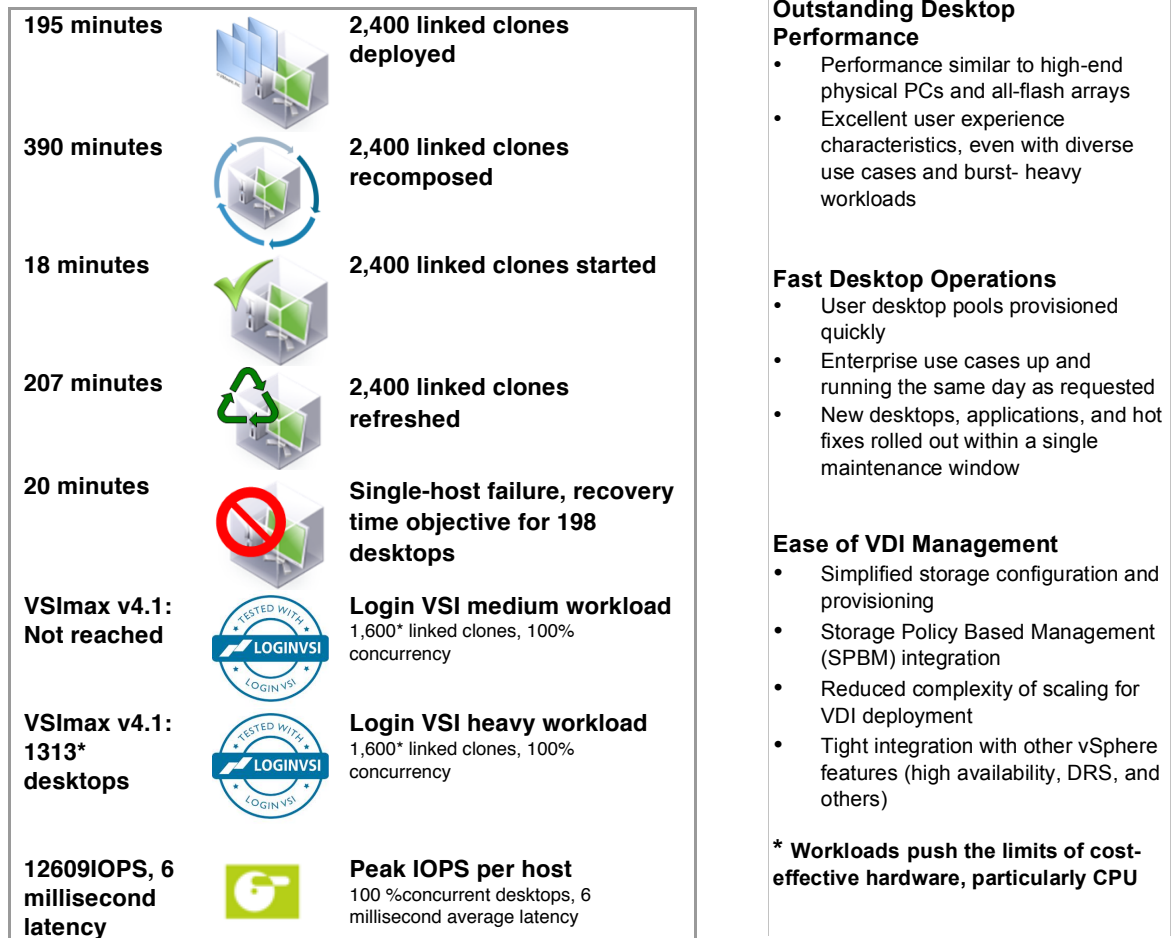 195 minutes
2,400 linked clones
deployed
390 minutes
2,400 linked clones
recomposed
18 minutes
2,400 linked clones started
207 minutes
2,400 linked clones
refreshed
20 minutes
Single-host failure, recovery
time objective for 198
desktops
VSImax v4.1:
Not reached
TESTED WITH
LOGINVSI
LOGIN VSI
Login VSI medium workload
1,600* linked clones, 100%
concurrency
VSImax v4.1:
1313*
desktops
TESTED WITH
LOGINVSI
LOGIN VSI
Login VSI heavy workload
1,600* linked clones, 100%
concurrency
12609IOPS, 6
millisecond
latency
Peak IOPS per host
100 %concurrent desktops, 6
millisecond average latency
Outstanding Desktop
Performance
• Performance similar to high-end
physical PCs and all-flash arrays
• Excellent user experience
characteristics, even with diverse
use cases and burst- heavy
workloads
Fast Desktop Operations
• User desktop pools provisioned
quickly
• Enterprise use cases up and
running the same day as requested
• New desktops, applications, and hot
fixes rolled out within a single
maintenance window
Ease of VDI Management
• Simplified storage configuration and
provisioning
• Storage Policy Based Management
(SPBM) integration
• Reduced complexity of scaling for
VDI deployment
• Tight integration with other vSphere
features (high availability, DRS, and
others)
* Workloads push the limits of cost-
effective hardware, particularly CPU